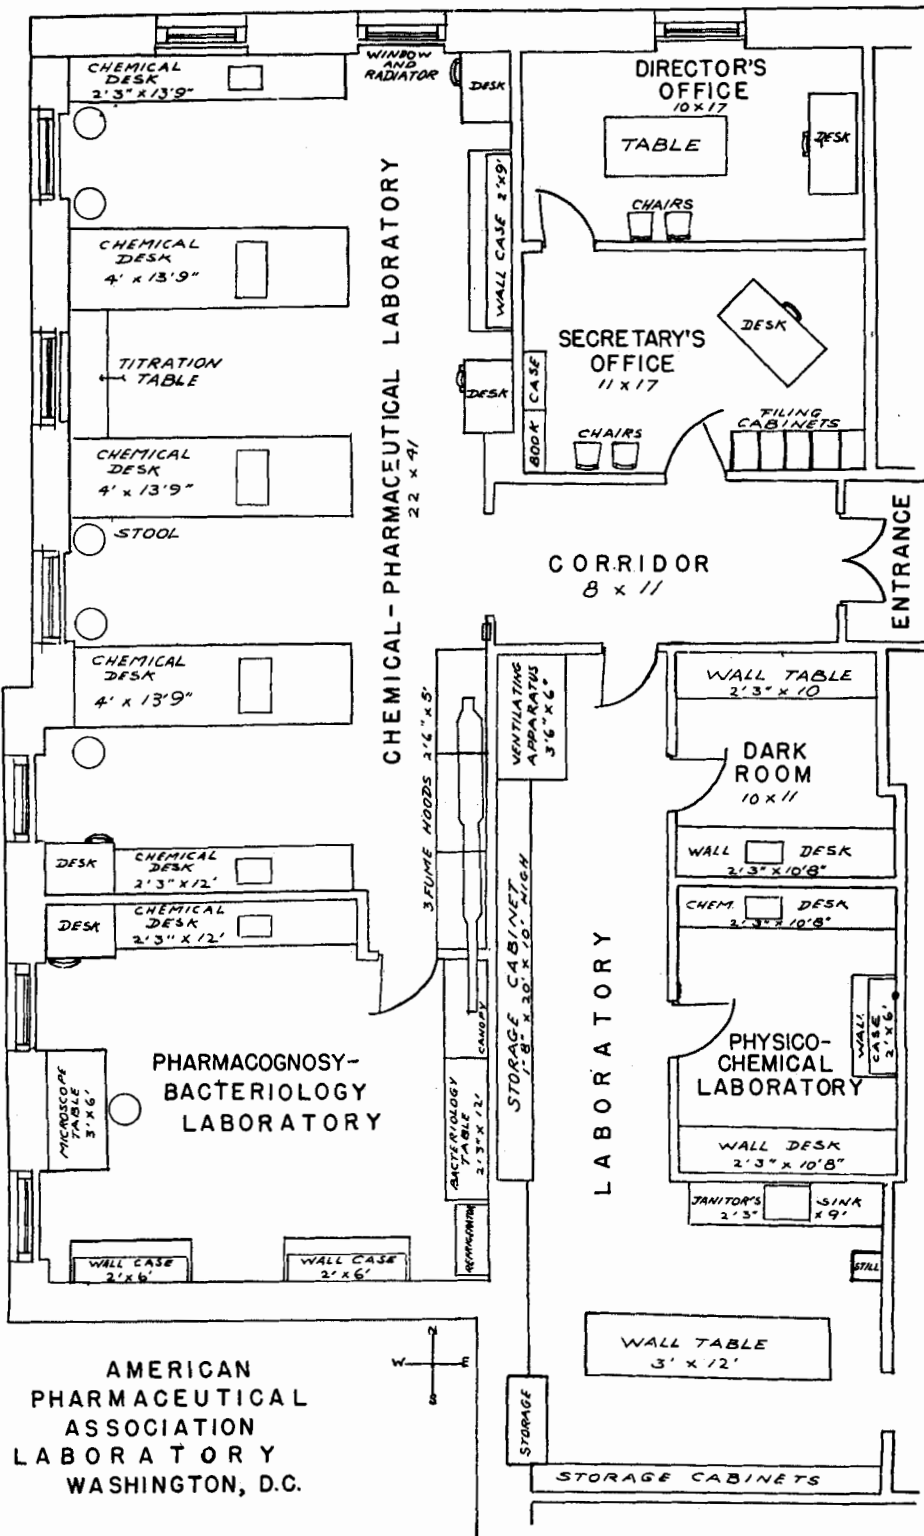 CHEMICAL
DESK
2'3" x 13'9"
WINDOW
AND
RADIATOR
DESK
DIRECTOR'S
OFFICE
10 x 17
TABLE
DESK
CHAIRS
WALL CASE 2'x9'
CHEMICAL
DESK
4' x 13'9"
CHEMICAL-PHARMACEUTICAL LABORATORY
22 x 41
TITRATION
TABLE
DESK
SECRETARY'S
OFFICE
11 x 17
DESK
BOOK CASE
CHAIRS
FILING
CABINETS
CHEMICAL
DESK
4' x 13'9"
STOOL
CORRIDOR
8 x 11
ENTRANCE
CHEMICAL
DESK
4' x 13'9"
3 FUME HOODS 2'6" x 5'
VENTILATING
APPARATUS
3'6" x 6"
WALL TABLE
2'3" x 10
DARK
ROOM
10 x 11
WALL DESK
2'3" x 10'8"
DESK
CHEMICAL
DESK
2'3" x 12'
DESK
CHEMICAL
DESK
2'3" x 12'
STORAGE CABINET
1'8" x 20' x 10' HIGH
LABORATORY
CHEM. DESK
2'3" x 10'8"
WALL
CASE
2'x6'
PHYSICO-
CHEMICAL
LABORATORY
WALL DESK
2'3" x 10'8"
CANOPY
PHARMACOGNOSY-
BACTERIOLOGY
LABORATORY
MICROSCOPE
TABLE
3'x6'
BACTERIOLOGY
TABLE
2'3" x 12'
REFRIGERATOR
WALL CASE
2'x6'
WALL CASE
2'x6'
JANITOR'S SINK
2'3" x 9'
STILL
WALL TABLE
3' x 12'
STORAGE
STORAGE CABINETS
N
W E
S
AMERICAN
PHARMACEUTICAL
ASSOCIATION
LABORATORY
WASHINGTON, D.C.